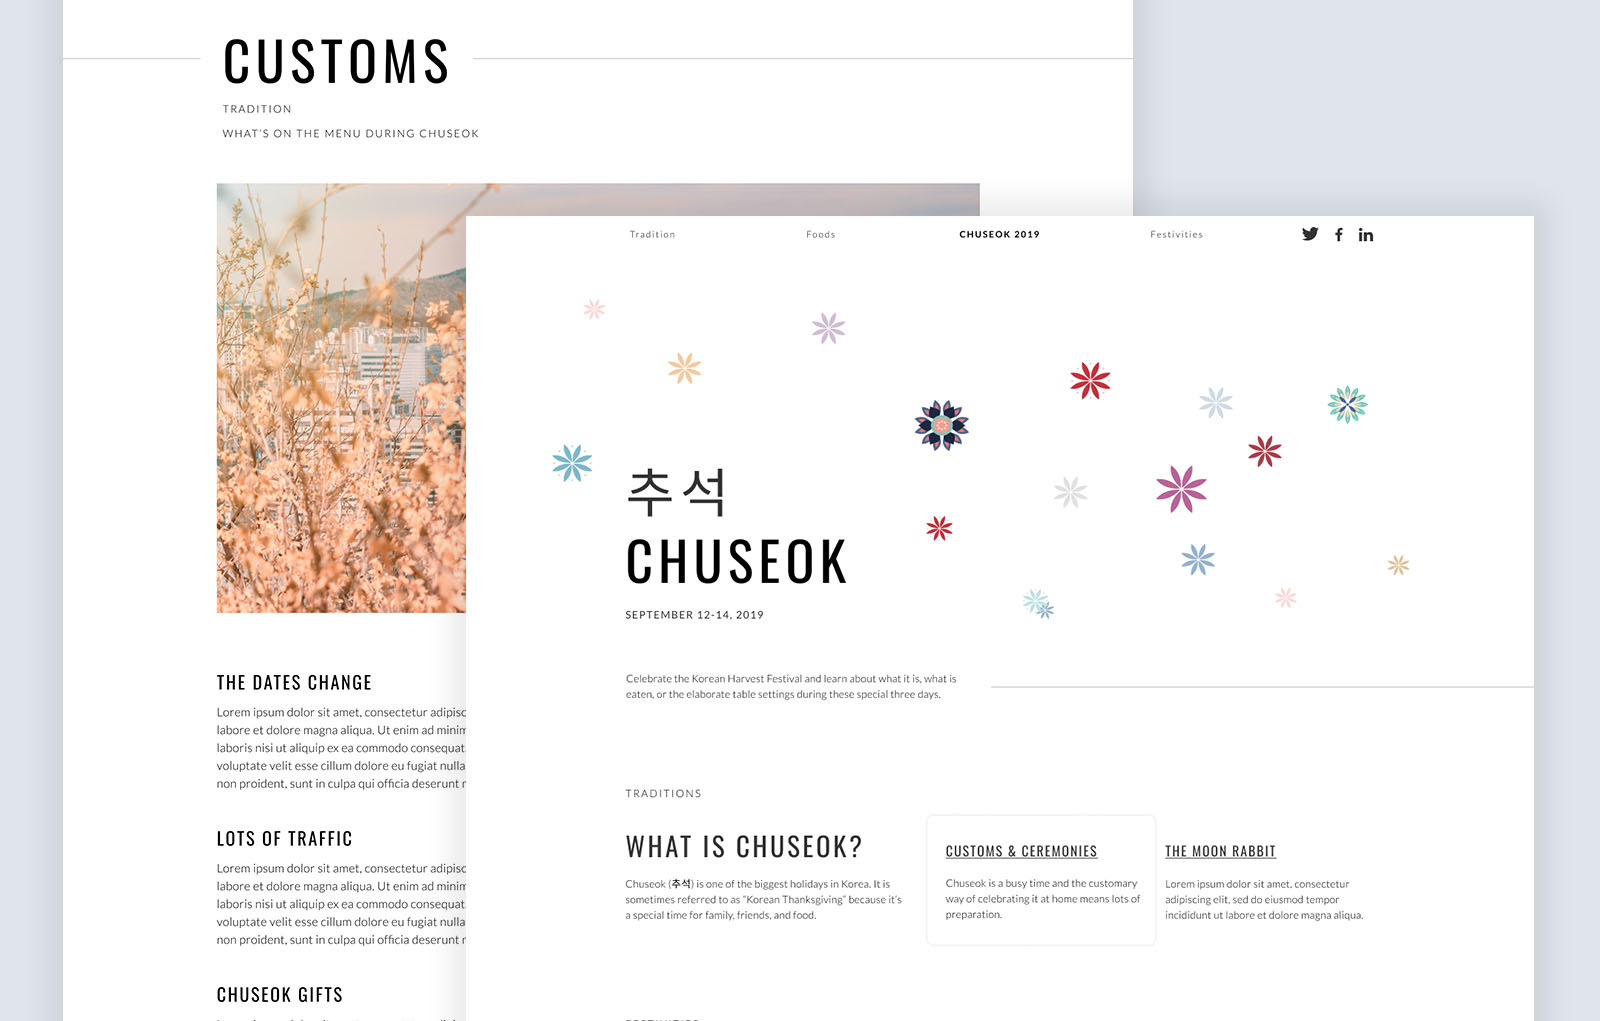 CUSTOMS
TRADITION
WHAT'S ON THE MENU DURING CHUSEOK
THE DATES CHANGE
Lorem ipsum dolor sit amet, consectetur
labore et dolore magna aliqua. Ut enim ad
laboris nisi ut aliquip ex ea commodo consequat.
voluptate velit esse cillum dolore eu fugiat nulla
non proident, sunt in culpa qui officia deserunt
LOTS OF TRAFFIC
Lorem ipsum dolor sit amet, consectetur
labore et dolore magna aliqua. Ut enim ad
laboris nisi ut aliquip ex ea commodo consequat.
voluptate velit esse cillum dolore eu fugiat nulla
non proident, sunt in culpa qui officia deserunt
CHUSEOK GIFTS
Tradition Foods CHUSEOK 2019 Festivities
추석
CHUSEOK
SEPTEMBER 12-14, 2019
Celebrate the Korean Harvest Festival and learn about what it is, what is
eaten, or the elaborate table settings during these special three days.
TRADITIONS
WHAT IS CHUSEOK?
Chuseok (추석) is one of the biggest holidays in Korea. It is
sometimes referred to as "Korean Thanksgiving" because it's
a special time for family, friends, and food.
CUSTOMS & CEREMONIES
Chuseok is a busy time and the customary
way of celebrating it at home means lots of
preparation.
THE MOON RABBIT
Lorem ipsum dolor sit amet, consectetur
adipiscing elit, sed do eiusmod tempor
incididunt ut labore et dolore magna aliqua.